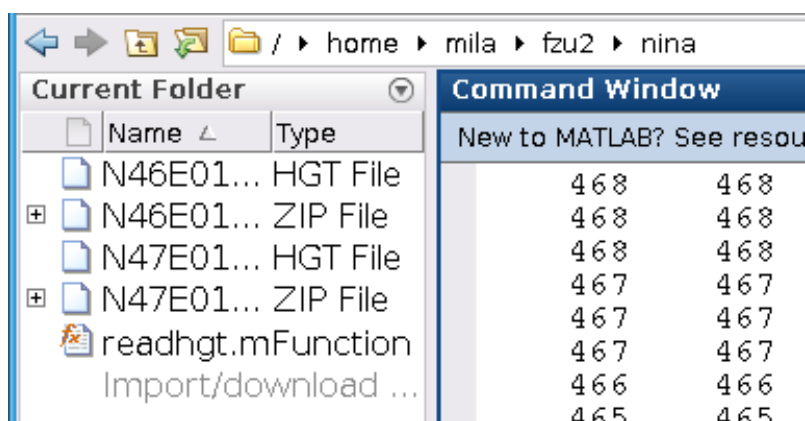 / home mila fzu2 nina
Current Folder
Name Type
N46E01... HGT File
N46E01... ZIP File
N47E01... HGT File
N47E01... ZIP File
readhgt.m Function
Import/download ...
Command Window
New to MATLAB? See resou
468 468
468 468
468 468
467 467
467 467
467 467
466 466
465 465